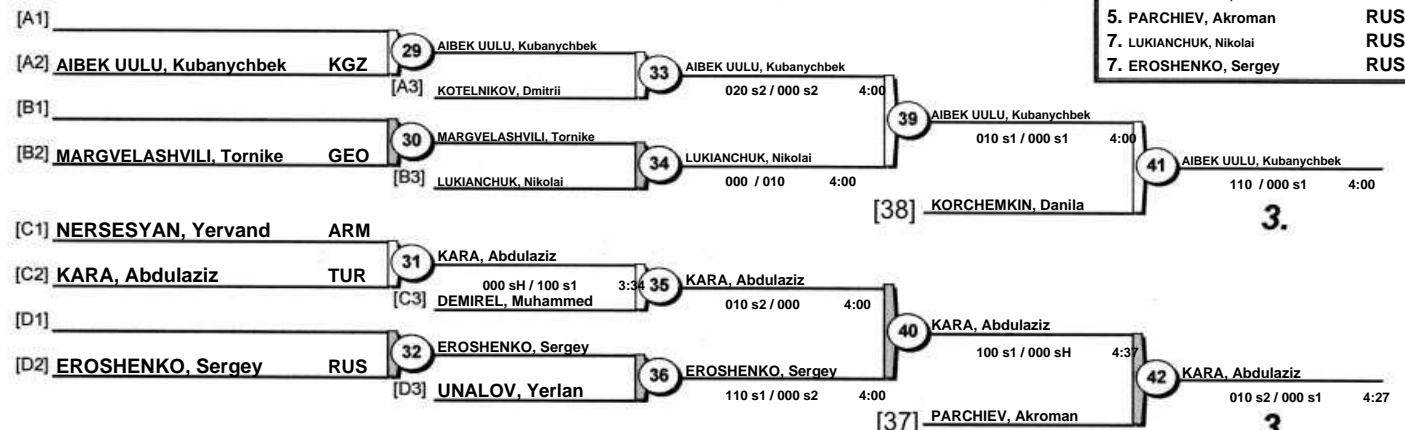 5. PARCHIEV, Akroman RUS
7. LUKIANCHUK, Nikolai RUS
7. EROSHENKO, Sergey RUS
[A1]
[A2] AIBEK UULU, Kubanychbek KGZ
29
AIBEK UULU, Kubanychbek
[A3] KOTELNIKOV, Dmitrii
33
AIBEK UULU, Kubanychbek
020 s2 / 000 s2 4:00
[B1]
[B2] MARGVELASHVILI, Tornike GEO
30
MARGVELASHVILI, Tornike
[B3] LUKIANCHUK, Nikolai
34
LUKIANCHUK, Nikolai
000 / 010 4:00
39
AIBEK UULU, Kubanychbek
010 s1 / 000 s1 4:00
[38] KORCHEMKIN, Danila
41
AIBEK UULU, Kubanychbek
110 / 000 s1 4:00
3.
[C1] NERSESYAN, Yervand ARM
[C2] KARA, Abdulaziz TUR
31
KARA, Abdulaziz
000 sH / 100 s1 3:34
[C3] DEMIREL, Muhammed
35
KARA, Abdulaziz
010 s2 / 000 4:00
[D1]
[D2] EROSHENKO, Sergey RUS
32
EROSHENKO, Sergey
[D3] UNALOV, Yerlan
36
EROSHENKO, Sergey
110 s1 / 000 s2 4:00
40
KARA, Abdulaziz
100 s1 / 000 sH 4:37
[37] PARCHIEV, Akroman
42
KARA, Abdulaziz
010 s2 / 000 s1 4:27
3